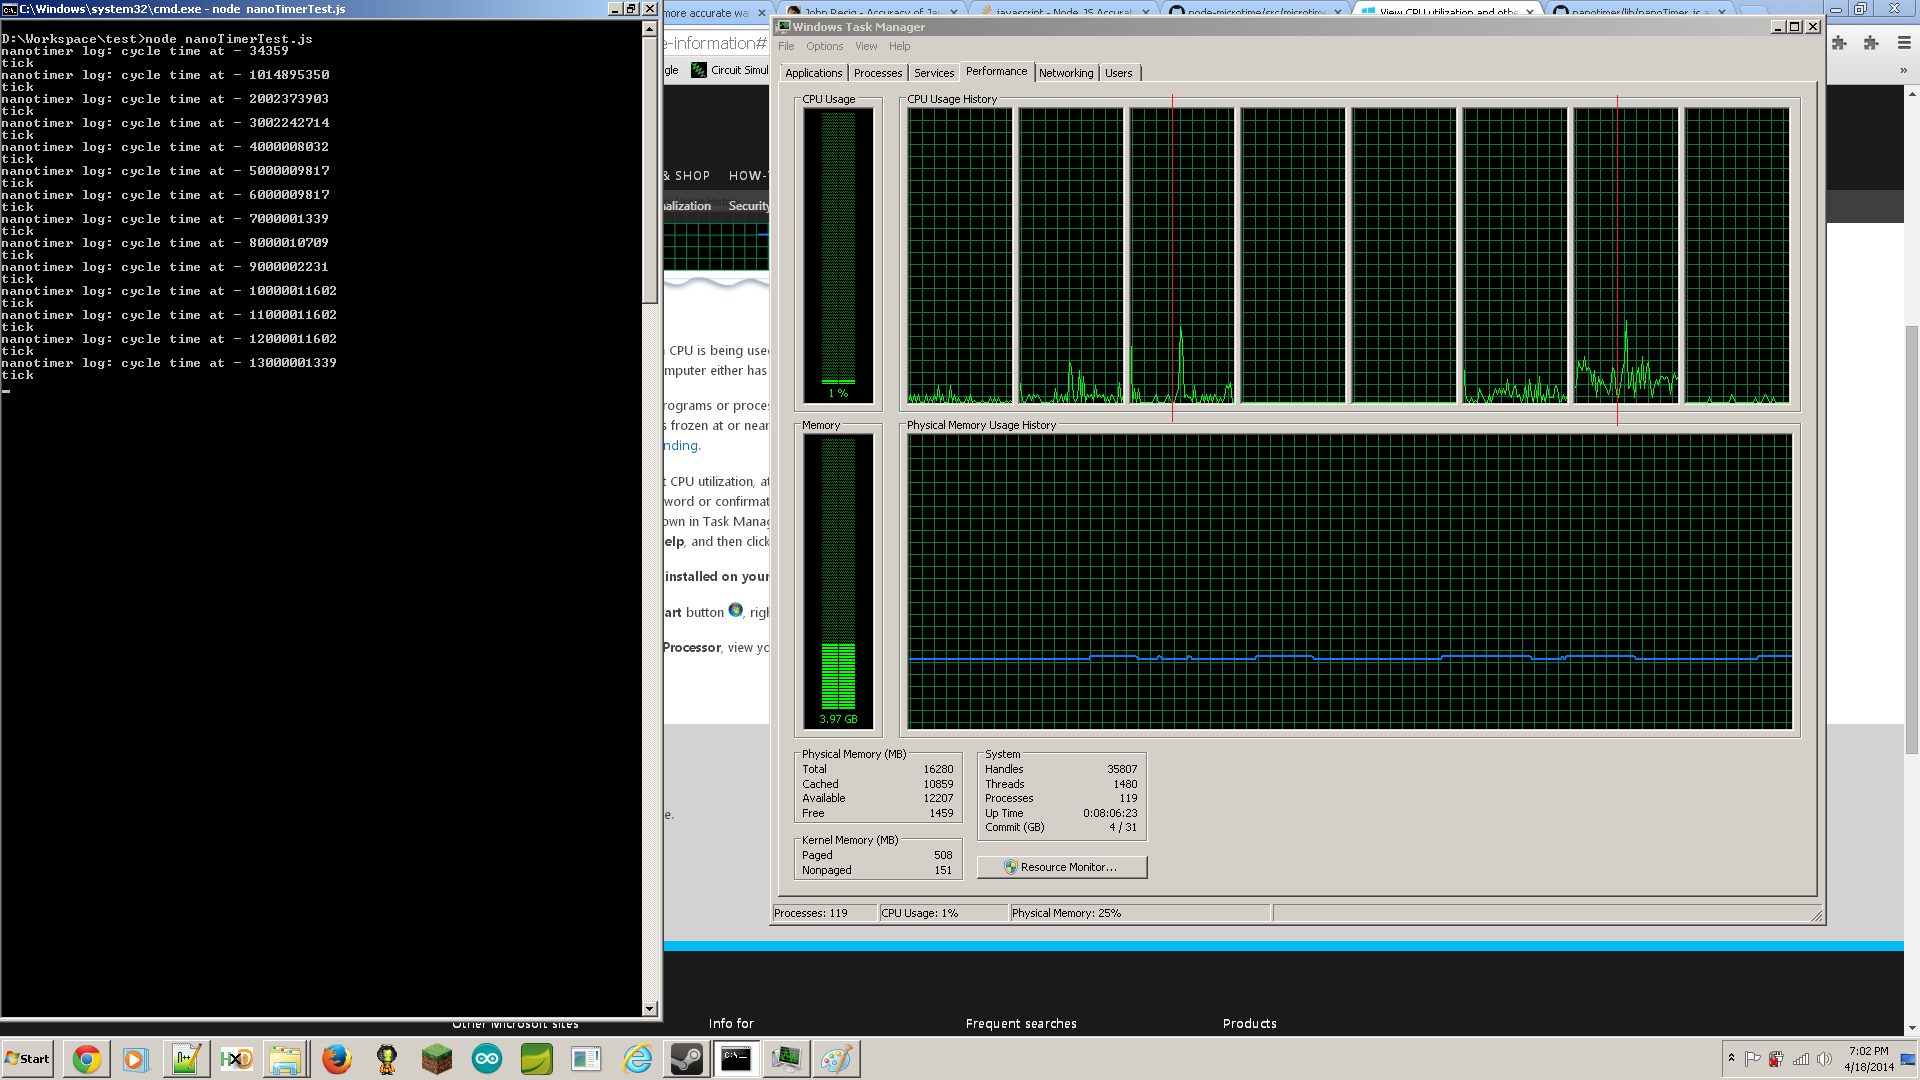 C:\Windows\system32\cmd.exe - node nanoTimerTest.js
D:\Workspace\test>node nanoTimerTest.js
nanotimer log: cycle time at - 34359
tick
nanotimer log: cycle time at - 1014895350
tick
nanotimer log: cycle time at - 2002373903
tick
nanotimer log: cycle time at - 3002242714
tick
nanotimer log: cycle time at - 4000008032
tick
nanotimer log: cycle time at - 5000009817
tick
nanotimer log: cycle time at - 6000009817
tick
nanotimer log: cycle time at - 7000001339
tick
nanotimer log: cycle time at - 8000010709
tick
nanotimer log: cycle time at - 9000002231
tick
nanotimer log: cycle time at - 10000011602
tick
nanotimer log: cycle time at - 11000011602
tick
nanotimer log: cycle time at - 12000011602
tick
nanotimer log: cycle time at - 13000001339
tick
more accurate wa
John Resig - Accuracy of Jav
javascript - Node JS Accurat
node-microtime/src/microtim
View CPU utilization and othe
nanotimer/lib/nanoTimer.js a
e-information#
gle Circuit Simul
& SHOP HOW-
alization Security
CPU is being use
mputer either has
rograms or proce
s frozen at or near
nding.
t CPU utilization, at
word or confirmat
own in Task Manag
elp, and then click
installed on your
art button , righ
Processor, view yo
e.
Windows Task Manager
File Options View Help
Applications Processes Services Performance Networking Users
CPU Usage
CPU Usage History
1 %
Memory
Physical Memory Usage History
3.97 GB
Physical Memory (MB)
Total 16280
Cached 10859
Available 12207
Free 1459
Kernel Memory (MB)
Paged 508
Nonpaged 151
System
Handles 35807
Threads 1480
Processes 119
Up Time 0:08:06:23
Commit (GB) 4 / 31
Resource Monitor...
Processes: 119 CPU Usage: 1% Physical Memory: 25%
Other Microsoft sites Info for Frequent searches Products
Start
7:02 PM
4/18/2014